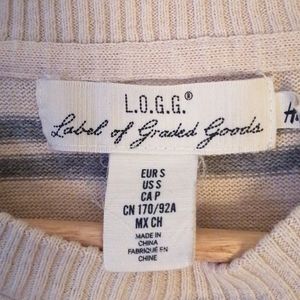 L.O.G.G.®
Label of Graded Goods
H
EUR S
US S
CA P
CN 170/92A
MX CH
MADE IN
CHINA
FABRIQUÉ EN
CHINE